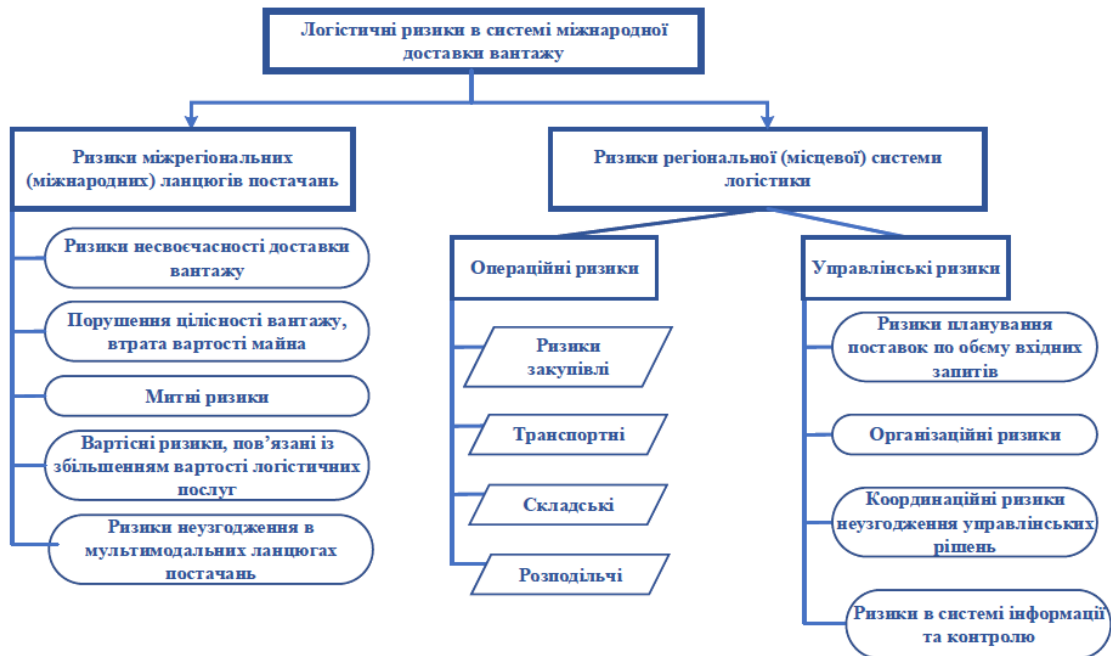 Логістичні ризики в системі міжнародної
доставки вантажу
Ризики міжрегіональних
(міжнародних) ланцюгів постачань
Ризики несвоєчасності доставки
вантажу
Порушення цілісності вантажу,
втрата вартості майна
Митні ризики
Вартісні ризики, пов’язані із
збільшенням вартості логістичних
послуг
Ризики неузгодження в
мультимодальних ланцюгах
постачань
Ризики регіональної (місцевої) системи
логістики
Операційні ризики
Ризики
закупівлі
Транспортні
Складські
Розподільчі
Управлінські ризики
Ризики планування
поставок по обєму вхідних
запитів
Організаційні ризики
Координаційні ризики
неузгодження управлінських
рішень
Ризики в системі інформації
та контролю